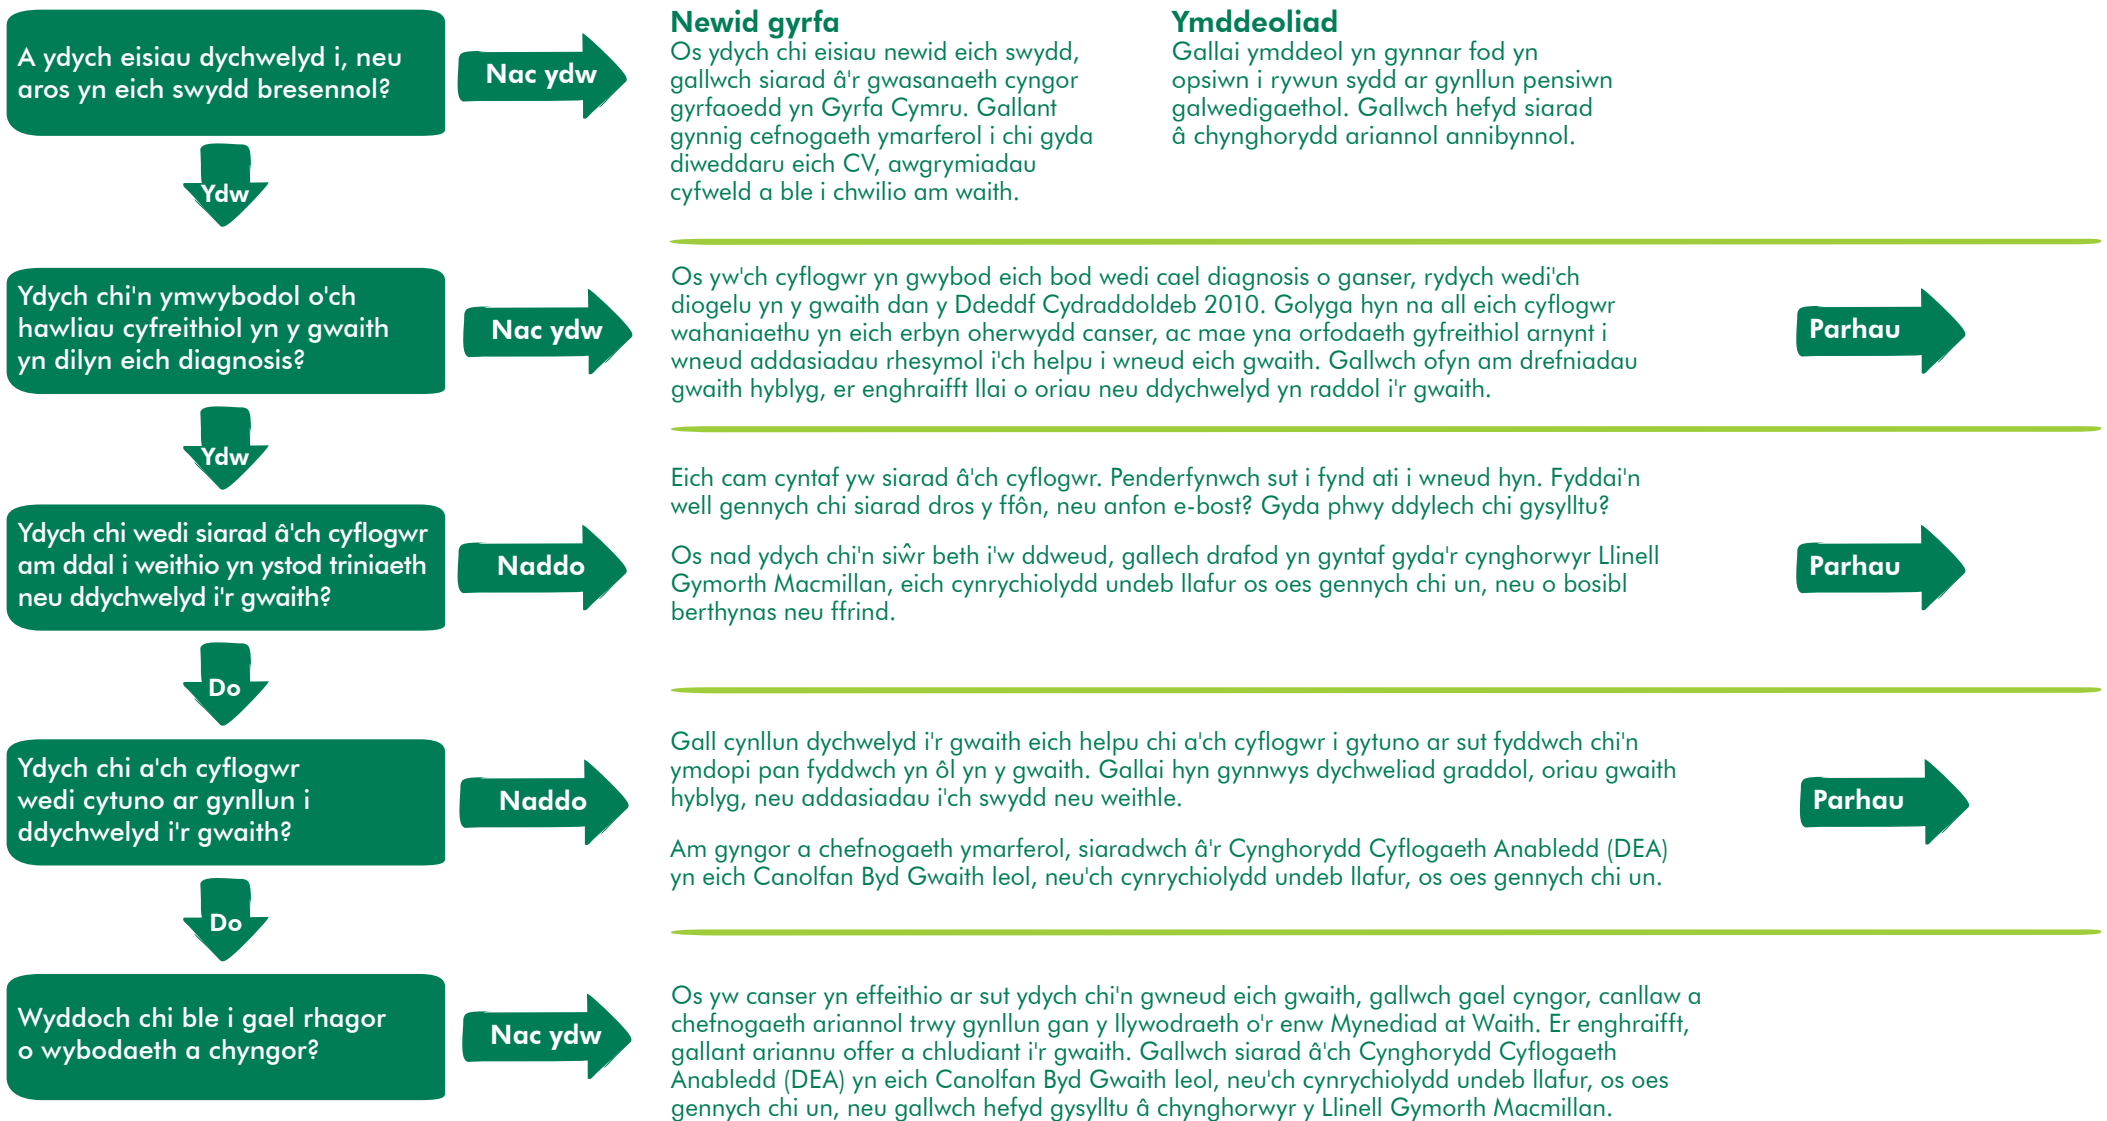 A ydych eisiau dychwelyd i, neu
aros yn eich swydd bresennol?
Nac ydw
Newid gyrfa
Os ydych chi eisiau newid eich swydd,
gallwch siarad â'r gwasanaeth cyngor
gyrfaoedd yn Gyrfa Cymru. Gallant
gynnig cefnogaeth ymarferol i chi gyda
diweddaru eich CV, awgrymiadau
cyfweld a ble i chwilio am waith.
Ymddeoliad
Gallai ymddeol yn gynnar fod yn
opsiwn i rywun sydd ar gynllun pensiwn
galwedigaethol. Gallwch hefyd siarad
â chynghorydd ariannol annibynnol.
Ydw
Ydych chi'n ymwybodol o'ch
hawliau cyfreithiol yn y gwaith
yn dilyn eich diagnosis?
Nac ydw
Os yw'ch cyflogwr yn gwybod eich bod wedi cael diagnosis o ganser, rydych wedi'ch
diogelu yn y gwaith dan y Ddeddf Cydraddoldeb 2010. Golyga hyn na all eich cyflogwr
wahaniaethu yn eich erbyn oherwydd canser, ac mae yna orfodaeth gyfreithiol arnynt i
wneud addasiadau rhesymol i'ch helpu i wneud eich gwaith. Gallwch ofyn am drefniadau
gwaith hyblyg, er enghraifft llai o oriau neu ddychwelyd yn raddol i'r gwaith.
Parhau
Ydw
Ydych chi wedi siarad â'ch cyflogwr
am ddal i weithio yn ystod triniaeth
neu ddychwelyd i'r gwaith?
Naddo
Eich cam cyntaf yw siarad â'ch cyflogwr. Penderfynwch sut i fynd ati i wneud hyn. Fyddai'n
well gennych chi siarad dros y ffôn, neu anfon e-bost? Gyda phwy ddylech chi gysylltu?
Os nad ydych chi'n siŵr beth i'w ddweud, gallech drafod yn gyntaf gyda'r cynghorwyr Llinell
Gymorth Macmillan, eich cynrychiolydd undeb llafur os oes gennych chi un, neu o bosibl
berthynas neu ffrind.
Parhau
Do
Ydych chi a'ch cyflogwr
wedi cytuno ar gynllun i
ddychwelyd i'r gwaith?
Naddo
Gall cynllun dychwelyd i'r gwaith eich helpu chi a'ch cyflogwr i gytuno ar sut fyddwch chi'n
ymdopi pan fyddwch yn ôl yn y gwaith. Gallai hyn gynnwys dychweliad graddol, oriau gwaith
hyblyg, neu addasiadau i'ch swydd neu weithle.
Am gyngor a chefnogaeth ymarferol, siaradwch â'r Cynghorydd Cyflogaeth Anabledd (DEA)
yn eich Canolfan Byd Gwaith leol, neu'ch cynrychiolydd undeb llafur, os oes gennych chi un.
Parhau
Do
Wyddoch chi ble i gael rhagor
o wybodaeth a chyngor?
Nac ydw
Os yw canser yn effeithio ar sut ydych chi'n gwneud eich gwaith, gallwch gael cyngor, canllaw a
chefnogaeth ariannol trwy gynllun gan y llywodraeth o'r enw Mynediad at Waith. Er enghraifft,
gallant ariannu offer a chludiant i'r gwaith. Gallwch siarad â'ch Cynghorydd Cyflogaeth
Anabledd (DEA) yn eich Canolfan Byd Gwaith leol, neu'ch cynrychiolydd undeb llafur, os oes
gennych chi un, neu gallwch hefyd gysylltu â chynghorwyr y Llinell Gymorth Macmillan.